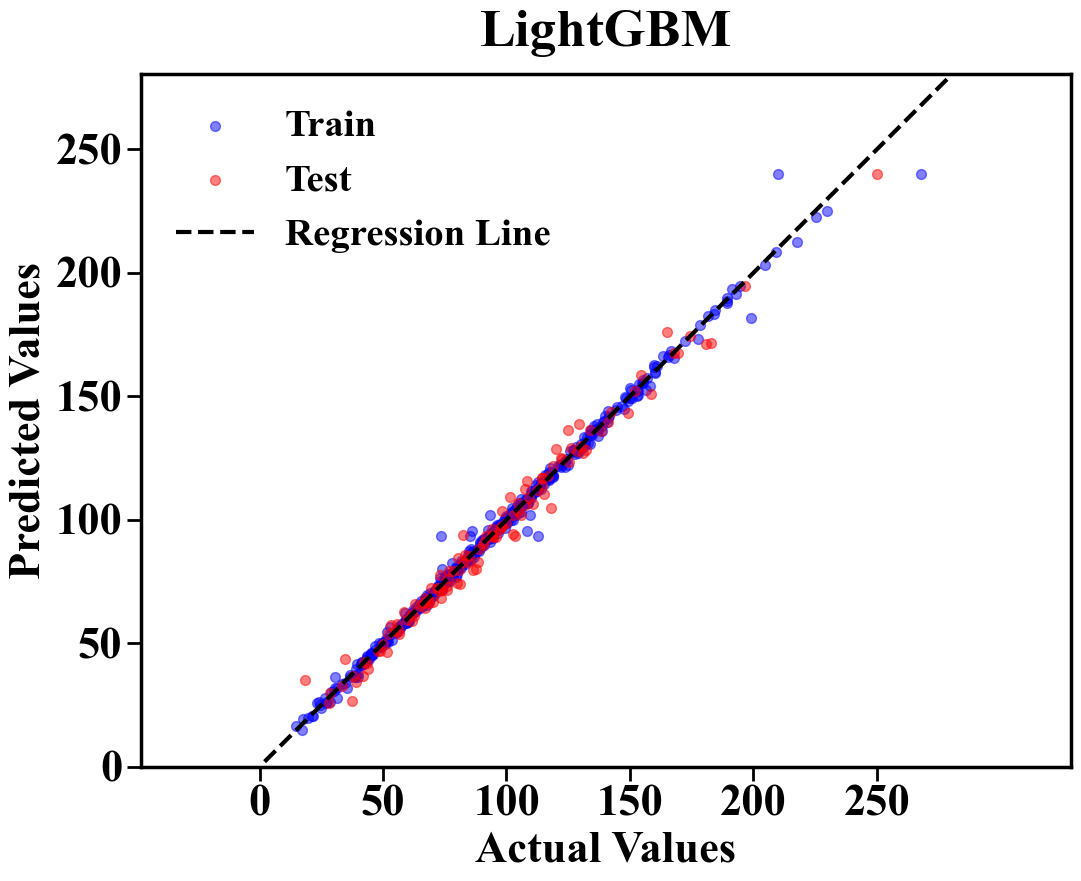 LightGBM
Train
Test
Regression Line
Predicted Values
250
200
150
100
50
0
0 50 100 150 200 250
Actual Values